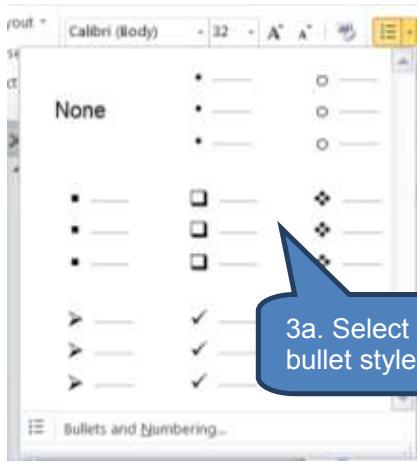 yout
Calibri (Body) 32 A A
None
3a. Select
bullet style
Bullets and Numbering...